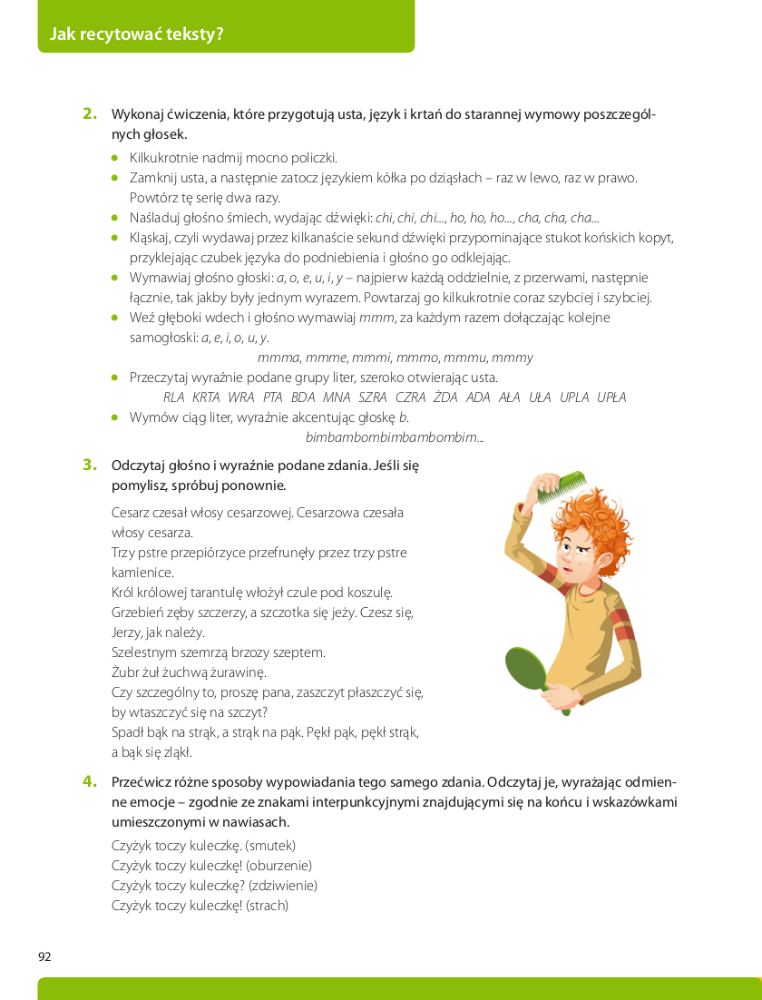 Jak recytować teksty?
2. Wykonaj ćwiczenia, które przygotują usta, język i krtań do starannej wymowy poszczegól-
nych głosek.
• Kilkukrotnie nadmij mocno policzki.
• Zamknij usta, a następnie zatocz językiem kółka po dziąsłach – raz w lewo, raz w prawo.
Powtórz tę serię dwa razy.
• Naśladuj głośno śmiech, wydając dźwięki: chi, chi, chi..., ho, ho, ho..., cha, cha, cha...
• Kląskaj, czyli wydawaj przez kilkanaście sekund dźwięki przypominające stukot końskich kopyt,
przyklejając czubek języka do podniebienia i głośno go odklejając.
• Wymawiaj głośno głoski: a, o, e, u, i, y – najpierw każdą oddzielnie, z przerwami, następnie
łącznie, tak jakby były jednym wyrazem. Powtarzaj go kilkukrotnie coraz szybciej i szybciej.
• Weź głęboki wdech i głośno wymawiaj mmm, za każdym razem dołączając kolejne
samogłoski: a, e, i, o, u, y.
mmma, mmme, mmmi, mmmo, mmmu, mmmy
• Przeczytaj wyraźnie podane grupy liter, szeroko otwierając usta.
RLA KRTA WRA PTA BDA MNA SZRA CZRA ŻDA ADA AŁA UŁA UPLA UPŁA
• Wymów ciąg liter, wyraźnie akcentując głoskę b.
bimbambombimbambombim...
3. Odczytaj głośno i wyraźnie podane zdania. Jeśli się
pomylisz, spróbuj ponownie.
Cesarz czesał włosy cesarzowej. Cesarzowa czesała
włosy cesarza.
Trzy pstre przepiórzyce przefrunęły przez trzy pstre
kamienice.
Król królowej tarantulę włożył czule pod koszulę.
Grzebień zęby szczerzy, a szczotka się jeży. Czesz się,
Jerzy, jak należy.
Szelestnym szemrzą brzozy szeptem.
Żubr żuł żuchwą żurawinę.
Czy szczególny to, proszę pana, zaszczyt płaszczyć się,
by wtaszczyć się na szczyt?
Spadł bąk na strąk, a strąk na pąk. Pękł pąk, pękł strąk,
a bąk się zląkł.
4. Przećwicz różne sposoby wypowiadania tego samego zdania. Odczytaj je, wyrażając odmien-
ne emocje – zgodnie ze znakami interpunkcyjnymi znajdującymi się na końcu i wskazówkami
umieszczonymi w nawiasach.
Czyżyk toczy kuleczkę. (smutek)
Czyżyk toczy kuleczkę! (oburzenie)
Czyżyk toczy kuleczkę? (zdziwienie)
Czyżyk toczy kuleczkę! (strach)
92